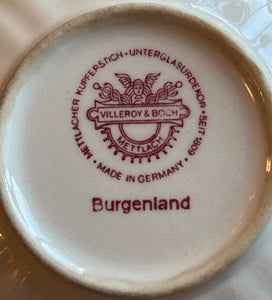 METTLACHER KUPFERSTICH · UNTERGLASURDEKOR · SEIT 1809 ·
VILLEROY & BOCH
METTLACH
· MADE IN GERMANY ·
Burgenland